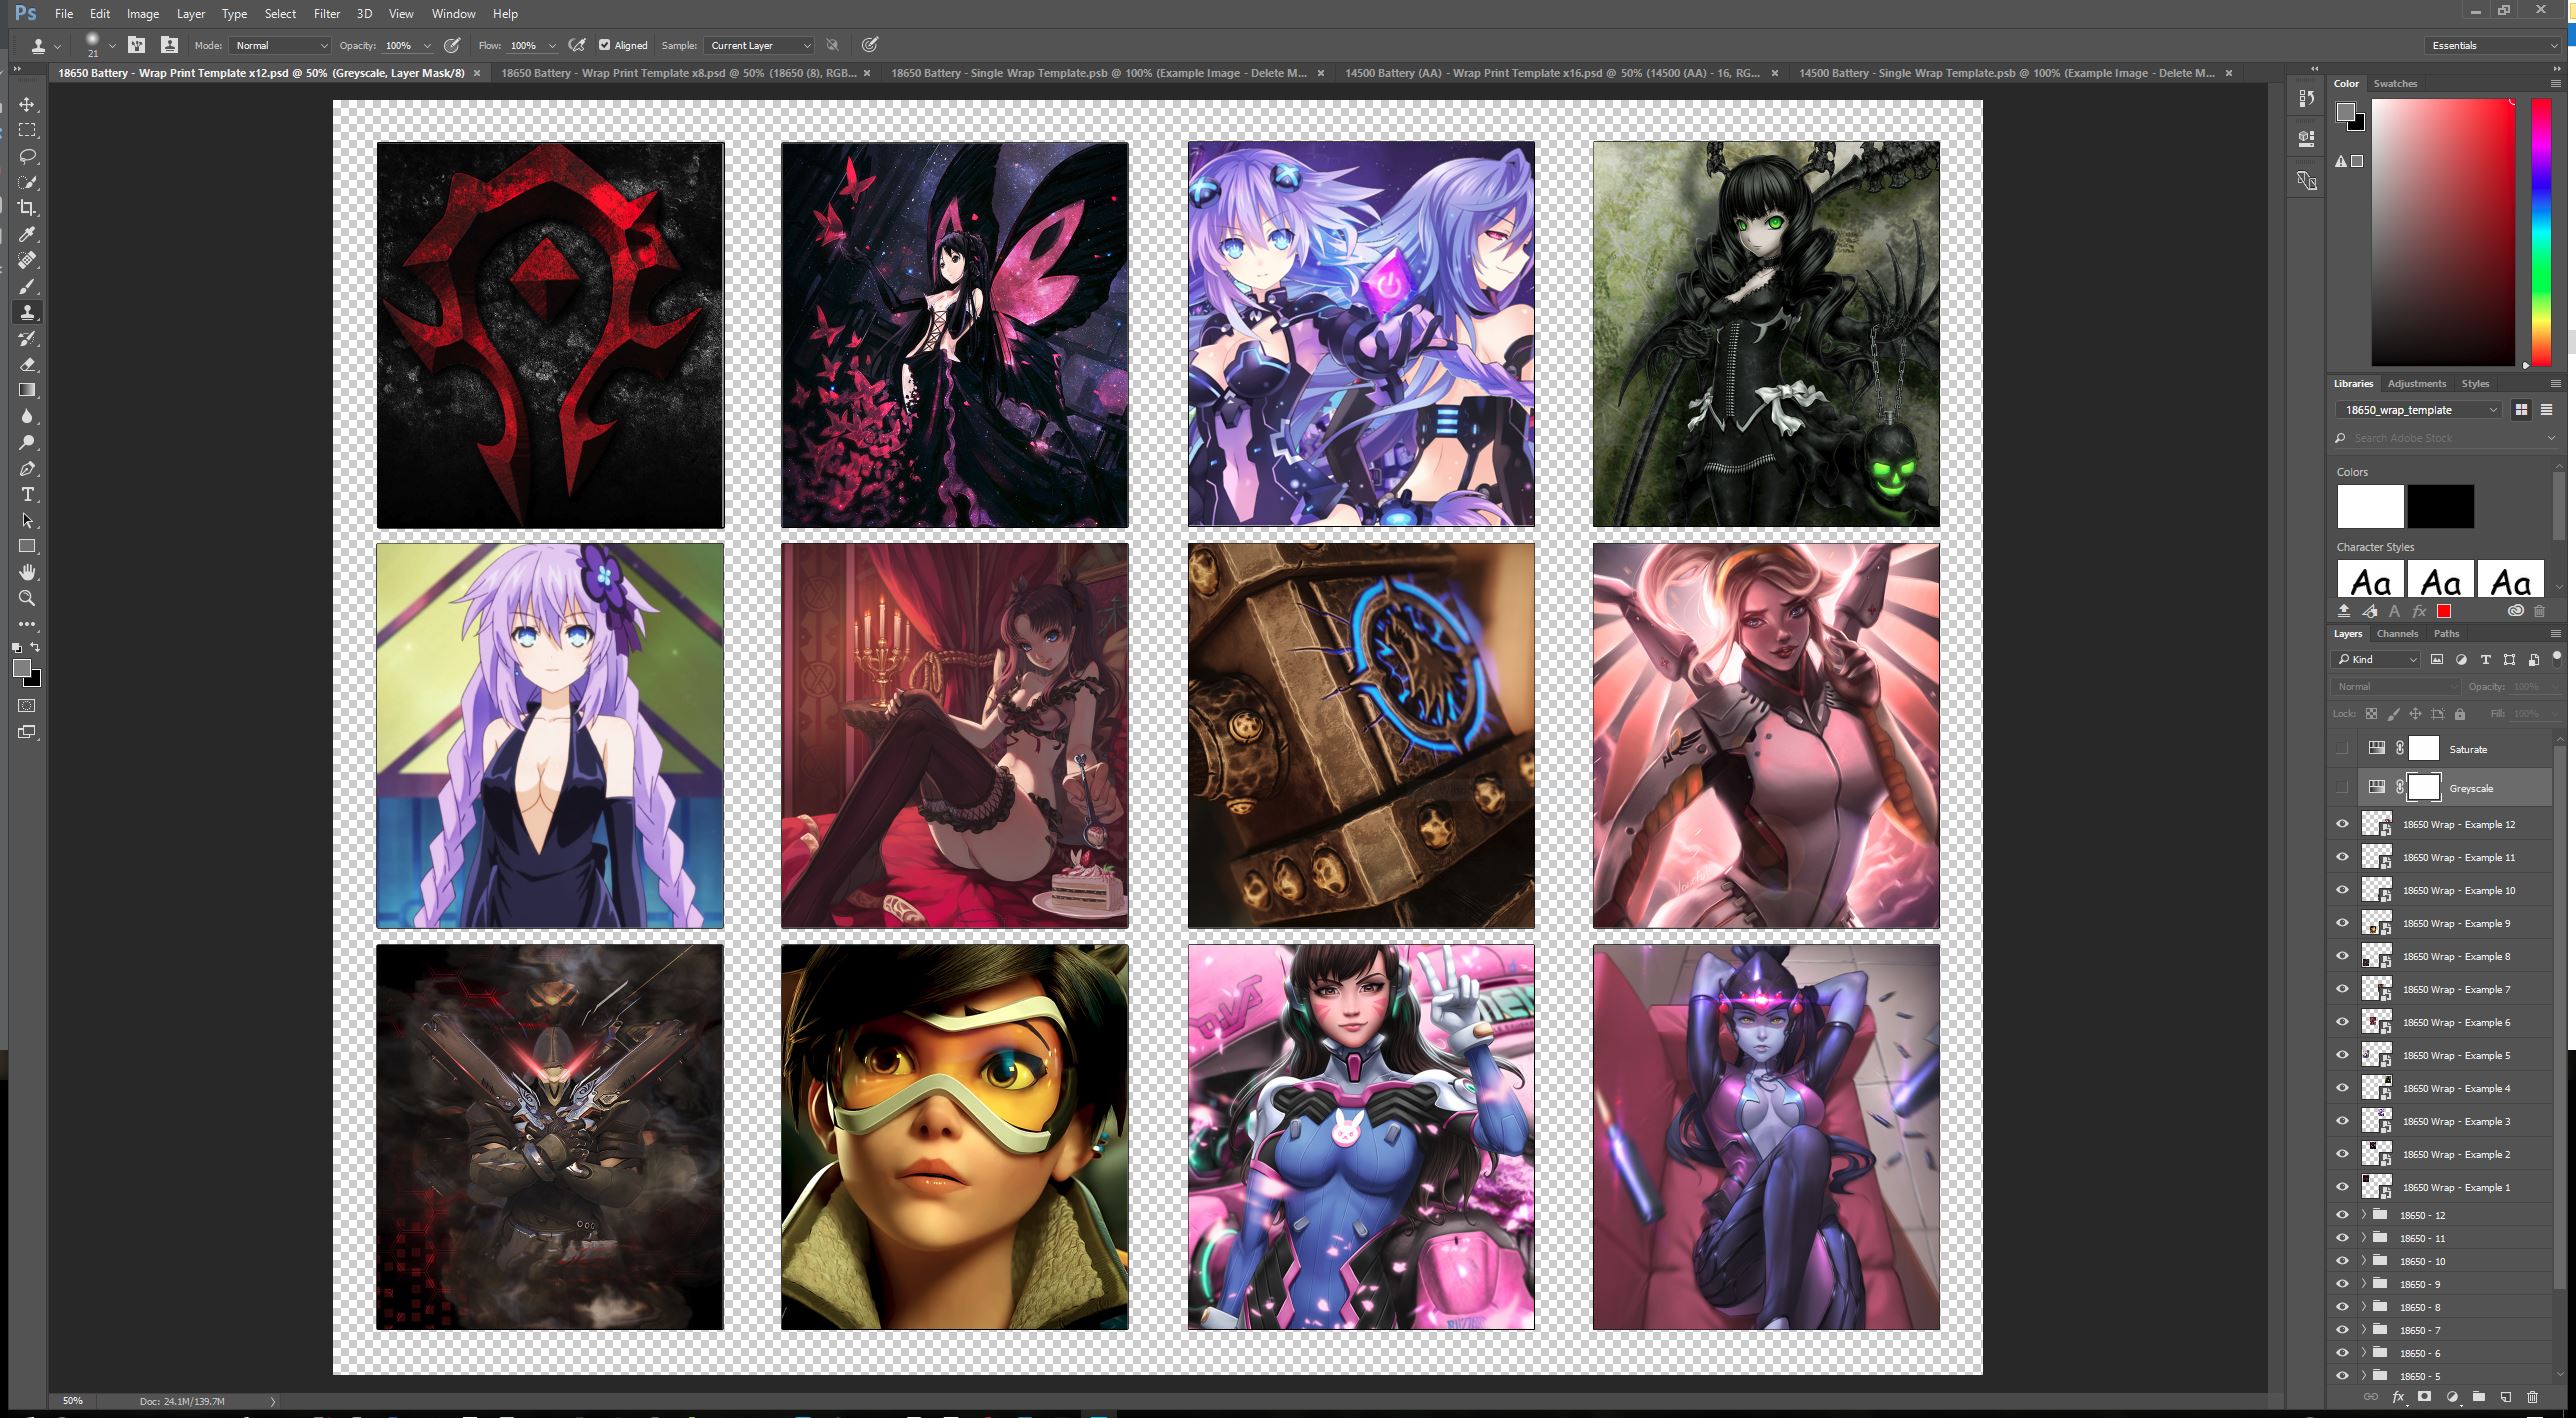 Ps File Edit Image Layer Type Select Filter 3D View Window Help
21 Mode: Normal Opacity: 100% Flow: 100% Aligned Sample: Current Layer Essentials
18650 Battery - Wrap Print Template x12.psd @ 50% (Greyscale, Layer Mask/8) × 18650 Battery - Wrap Print Template x8.psd @ 50% (18650 (8), RGB... × 18650 Battery - Single Wrap Template.psb @ 100% (Example Image - Delete M... × 14500 Battery (AA) - Wrap Print Template x16.psd @ 50% (14500 (AA) - 16, RG... × 14500 Battery - Single Wrap Template.psb @ 100% (Example Image - Delete M... ×
Color Swatches
Libraries Adjustments Styles
18650_wrap_template
Search Adobe Stock
Colors
Character Styles
Aa Aa Aa
Layers Channels Paths
Kind
Normal Opacity: 100%
Lock: Fill: 100%
Saturate
Greyscale
18650 Wrap - Example 12
18650 Wrap - Example 11
18650 Wrap - Example 10
18650 Wrap - Example 9
18650 Wrap - Example 8
18650 Wrap - Example 7
18650 Wrap - Example 6
18650 Wrap - Example 5
18650 Wrap - Example 4
18650 Wrap - Example 3
18650 Wrap - Example 2
18650 Wrap - Example 1
18650 - 12
18650 - 11
18650 - 10
18650 - 9
18650 - 8
18650 - 7
18650 - 6
18650 - 5
D.VA
50% Doc: 24.1M/139.7M